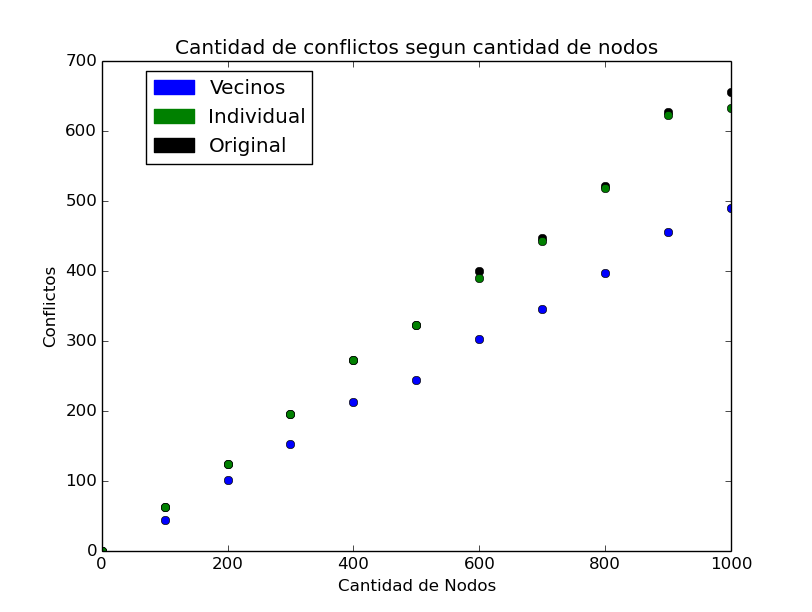 Cantidad de conflictos segun cantidad de nodos
700
600
500
400
300
200
100
0
Conflictos
Vecinos
Individual
Original
0 200 400 600 800 1000
Cantidad de Nodos